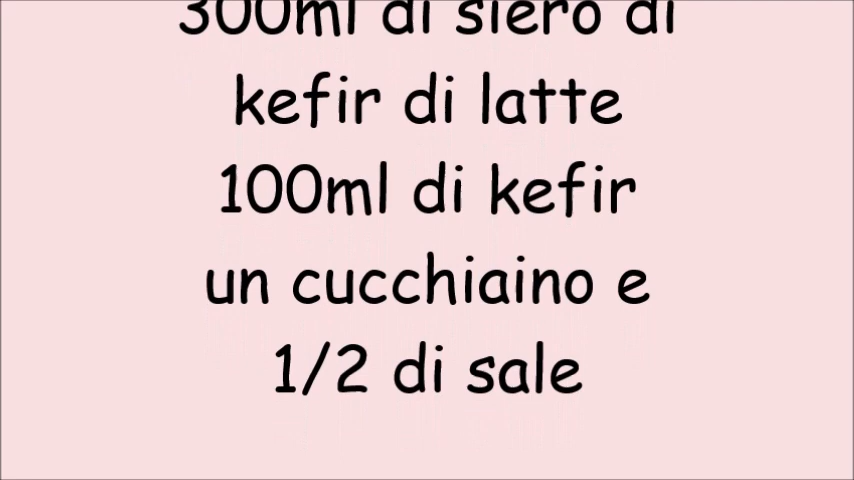 300ml di siero di
kefir di latte
100ml di kefir
un cucchiaino e
1/2 di sale